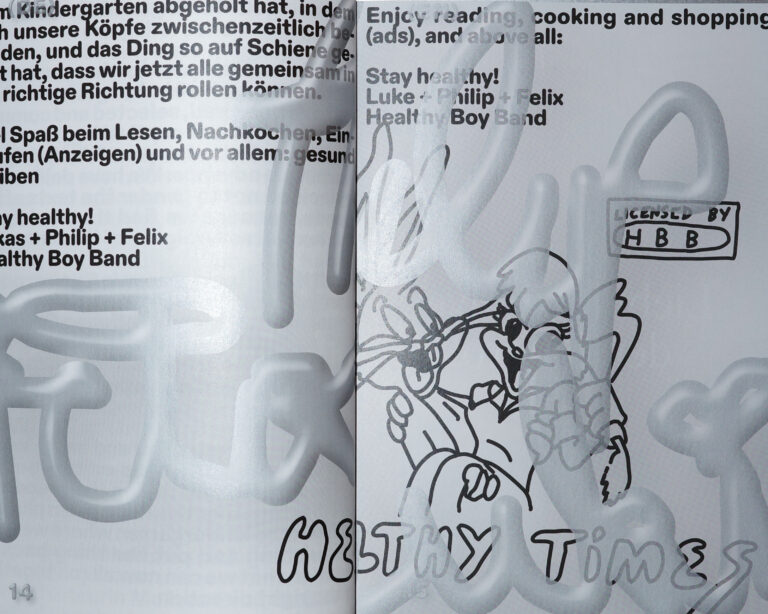 m Kindergarten abgeholt hat, in dem
h unsere Köpfe zwischenzeitlich be-
den, und das Ding so auf Schiene ge-
t hat, dass wir jetzt alle gemeinsam in
richtige Richtung rollen können.
l Spaß beim Lesen, Nachkochen, Ein-
ufen (Anzeigen) und vor allem: gesund
iben
ay healthy!
kas + Philip + Felix
althy Boy Band
14
Enjoy reading, cooking and shopping
(ads), and above all:
Stay healthy!
Luke + Philip + Felix
Healthy Boy Band
LICENSED BY
HBB
HELTHY TIMES